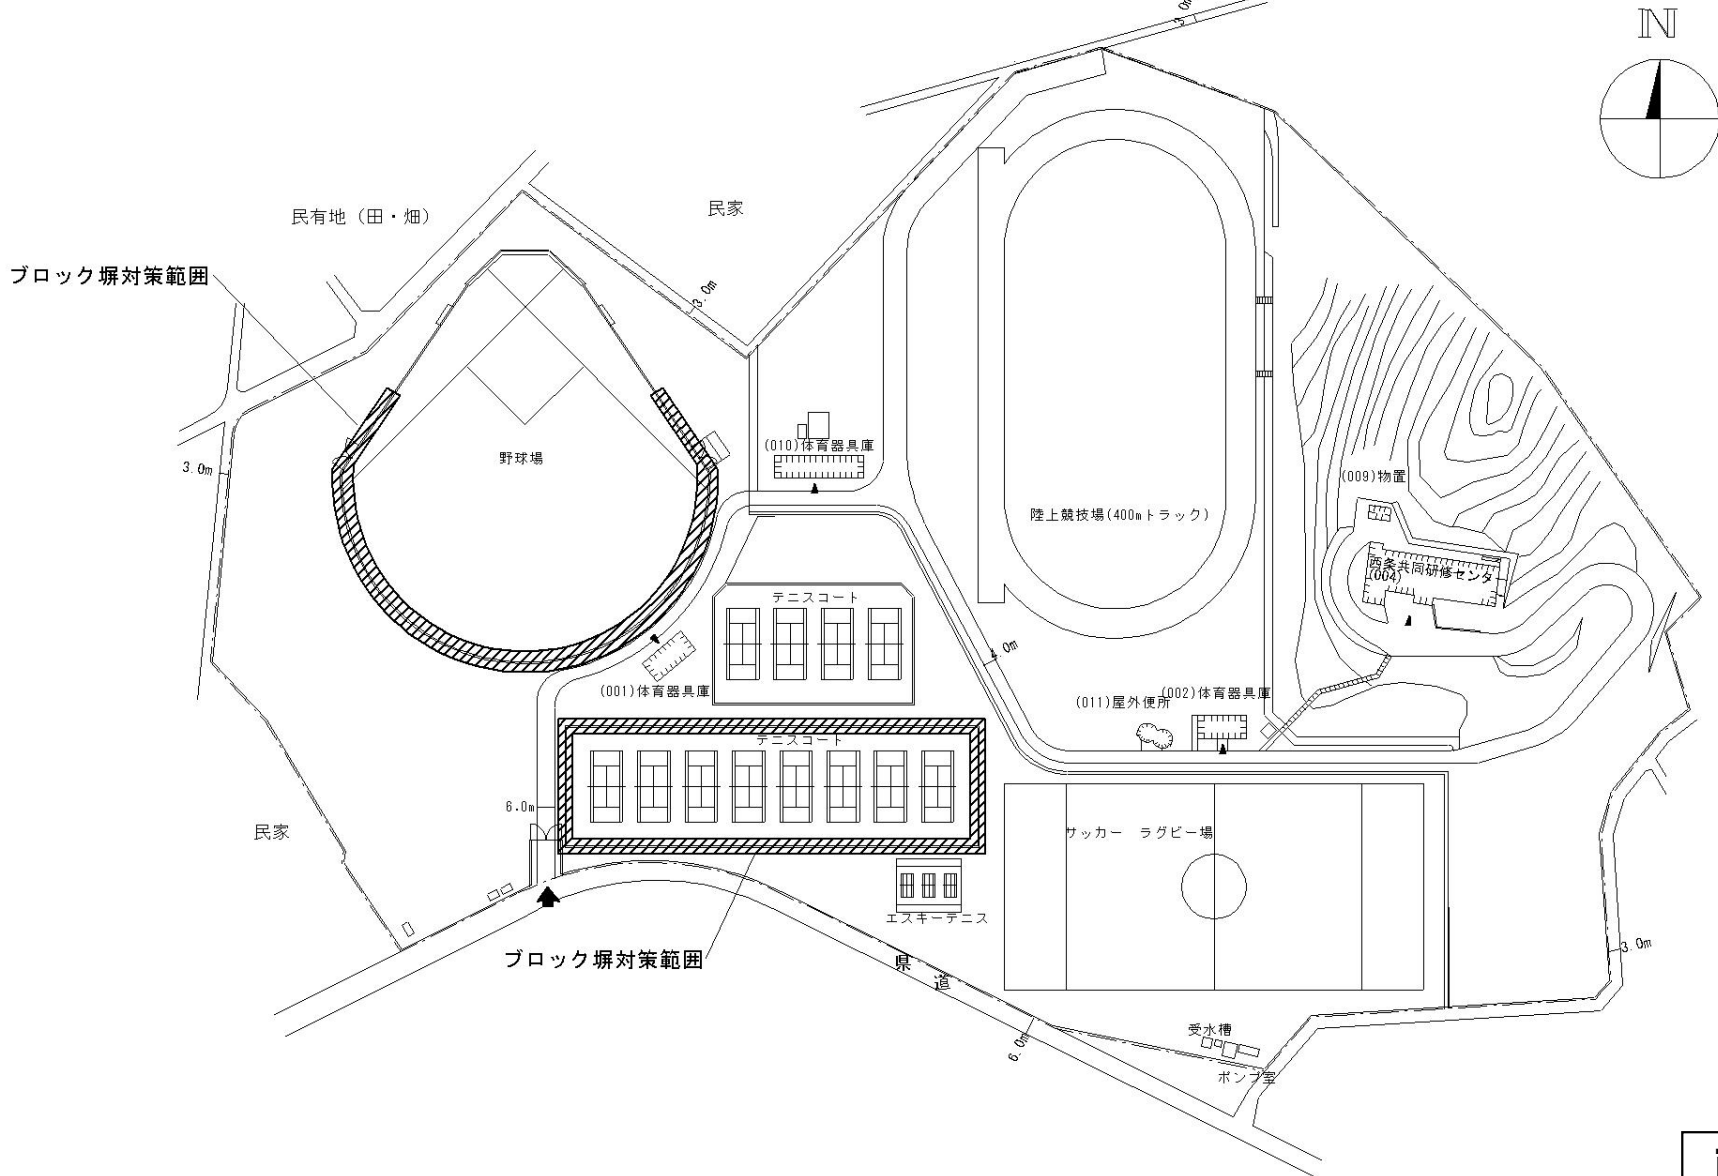 3.0m
N
民有地（田・畑）
民家
ブロック塀対策範囲
3.0m
(010)体育器具庫
野球場
3.0m
(009)物置
陸上競技場(400mトラック)
西条共同研修センター
(004)
テニスコート
4.0m
(001)体育器具庫
(011)屋外便所
(002)体育器具庫
テニスコート
6.0m
民家
サッカー　ラグビー場
エスキーテニス
ブロック塀対策範囲
県
道
3.0m
受水槽
6.0m
ポンプ室